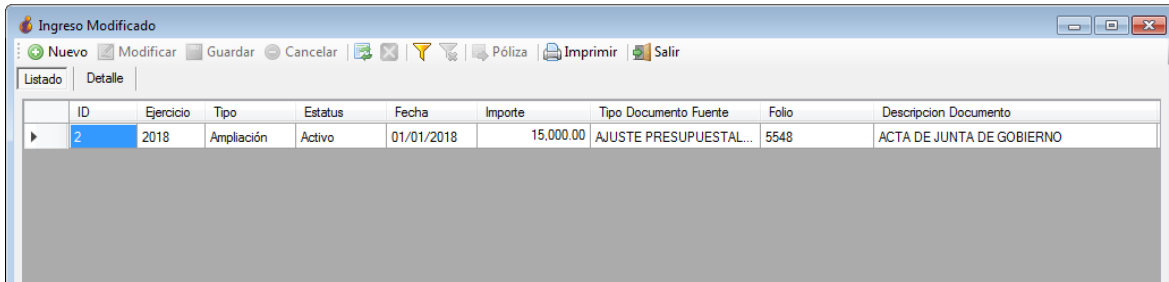 Ingreso Modificado
Nuevo Modificar Guardar Cancelar Póliza Imprimir Salir
Listado Detalle
ID Ejercicio Tipo Estatus Fecha Importe Tipo Documento Fuente Folio Descripcion Documento
2 2018 Ampliación Activo 01/01/2018 15,000.00 AJUSTE PRESUPUESTAL... 5548 ACTA DE JUNTA DE GOBIERNO